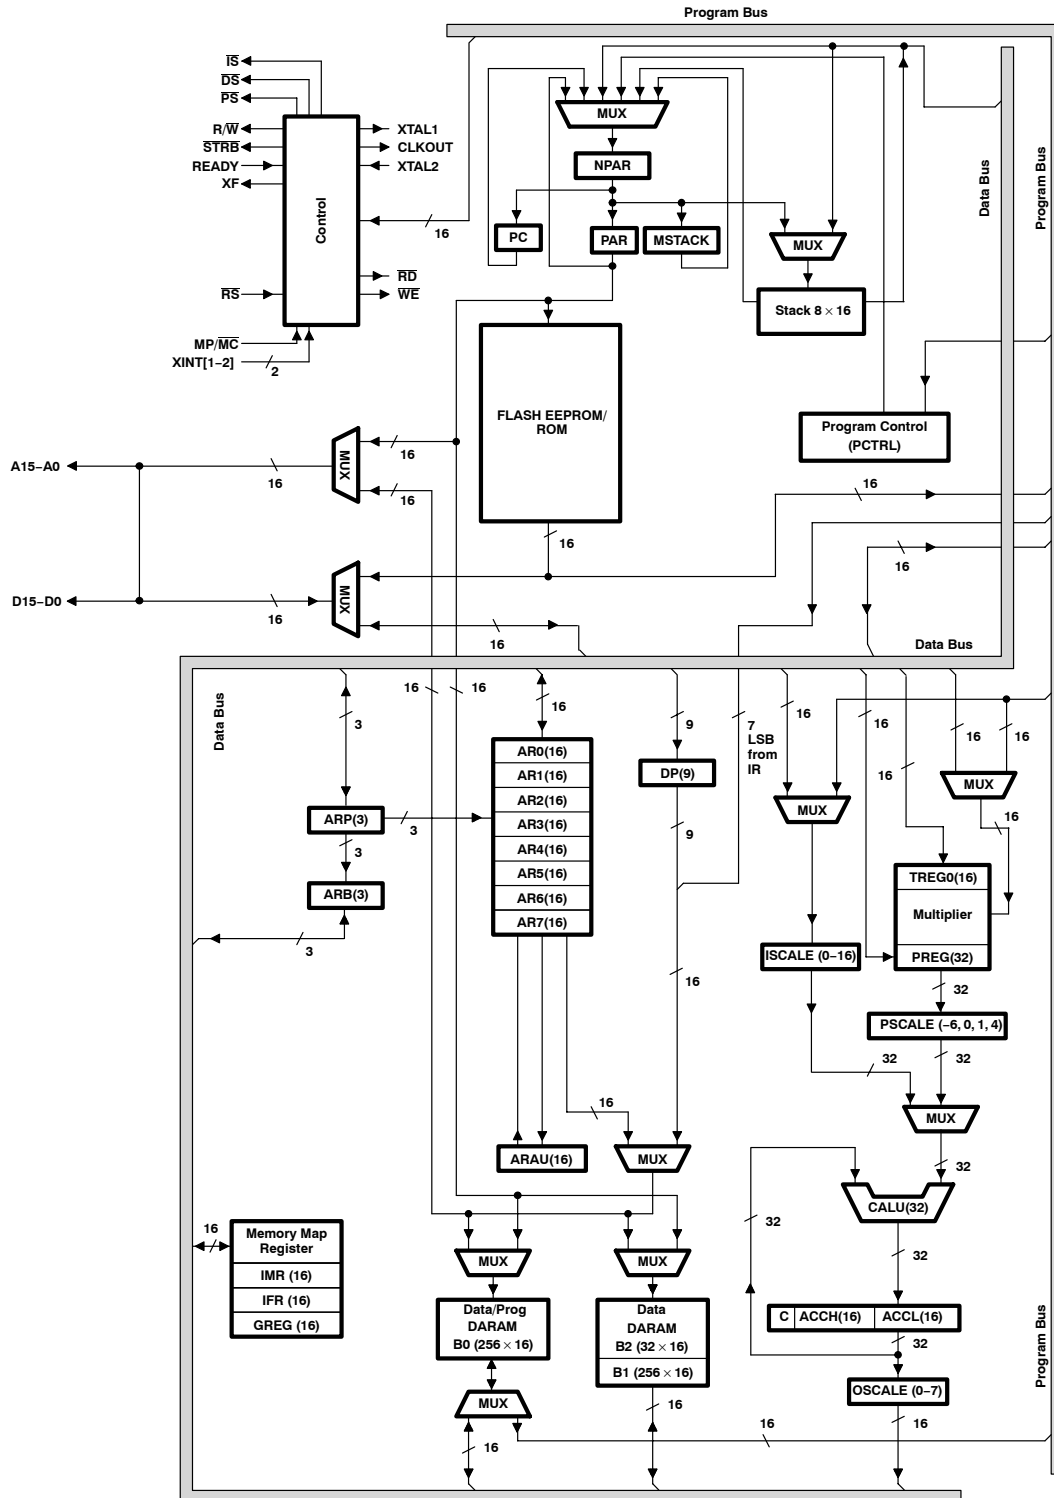 Program Bus
IS
DS
PS
R/W
STRB
READY
XF
XTAL1
CLKOUT
XTAL2
Control
16
RS
RD
WE
MP/MC
XINT[1–2]
2
MUX
NPAR
PC
PAR
MSTACK
MUX
Stack 8 × 16
Data Bus
Program Bus
FLASH EEPROM/
ROM
Program Control
(PCTRL)
A15–A0
16
MUX
16
16
16
16
16
D15–D0
16
MUX
16
Data Bus
Data Bus
16
16
3
16
9
7
LSB
from
IR
16
16
16
16
16
AR0(16)
AR1(16)
AR2(16)
AR3(16)
AR4(16)
AR5(16)
AR6(16)
AR7(16)
DP(9)
MUX
MUX
16
ARP(3)
3
3
9
ARB(3)
3
TREG0(16)
Multiplier
PREG(32)
ISCALE (0–16)
16
32
PSCALE (–6, 0, 1, 4)
32
32
16
MUX
ARAU(16)
MUX
32
CALU(32)
32
32
16
Memory Map
Register
IMR (16)
IFR (16)
GREG (16)
MUX
MUX
Data/Prog
DARAM
B0 (256 × 16)
Data
DARAM
B2 (32 × 16)
B1 (256 × 16)
C
ACCH(16)
ACCL(16)
32
OSCALE (0–7)
MUX
16
16
16
16
Program Bus